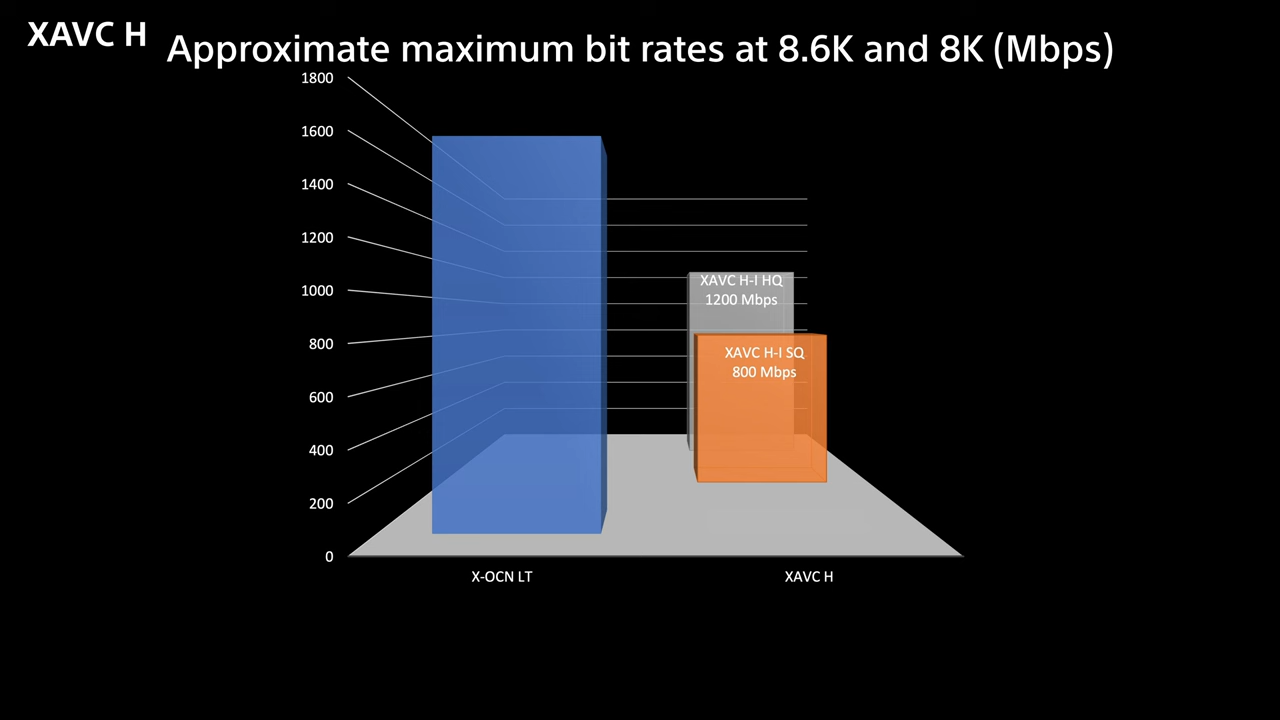 XAVC H
Approximate maximum bit rates at 8.6K and 8K (Mbps)
1800
1600
1400
1200
1000
800
600
400
200
0
XAVC H-I HQ
1200 Mbps
XAVC H-I SQ
800 Mbps
X-OCN LT
XAVC H